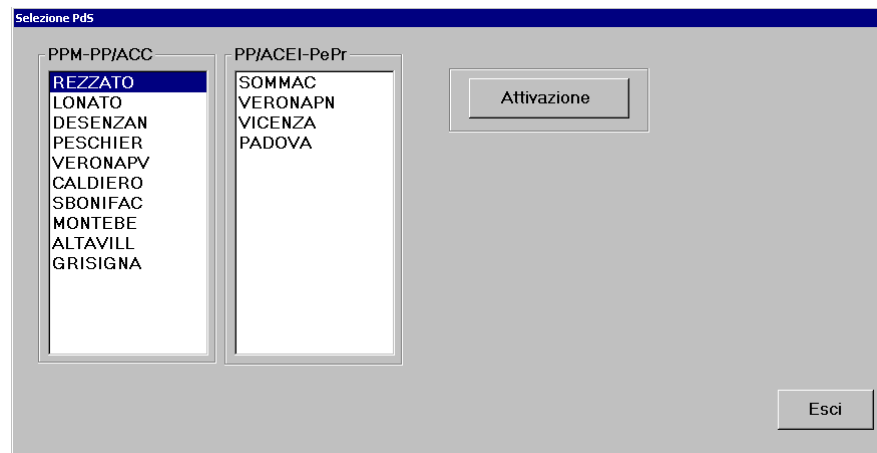 Selezione PdS
PPM-PP/ACC
REZZATO
LONATO
DESENZAN
PESCHIER
VERONAPV
CALDIERO
SBONIFAC
MONTEBE
ALTAVILL
GRISIGNA
PP/ACEI-PePr
SOMMAC
VERONAPN
VICENZA
PADOVA
Attivazione
Esci